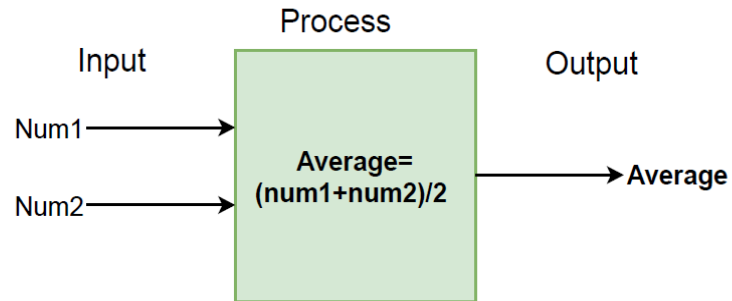 Process
Input
Output
Num1
Num2
Average=
(num1+num2)/2
Average